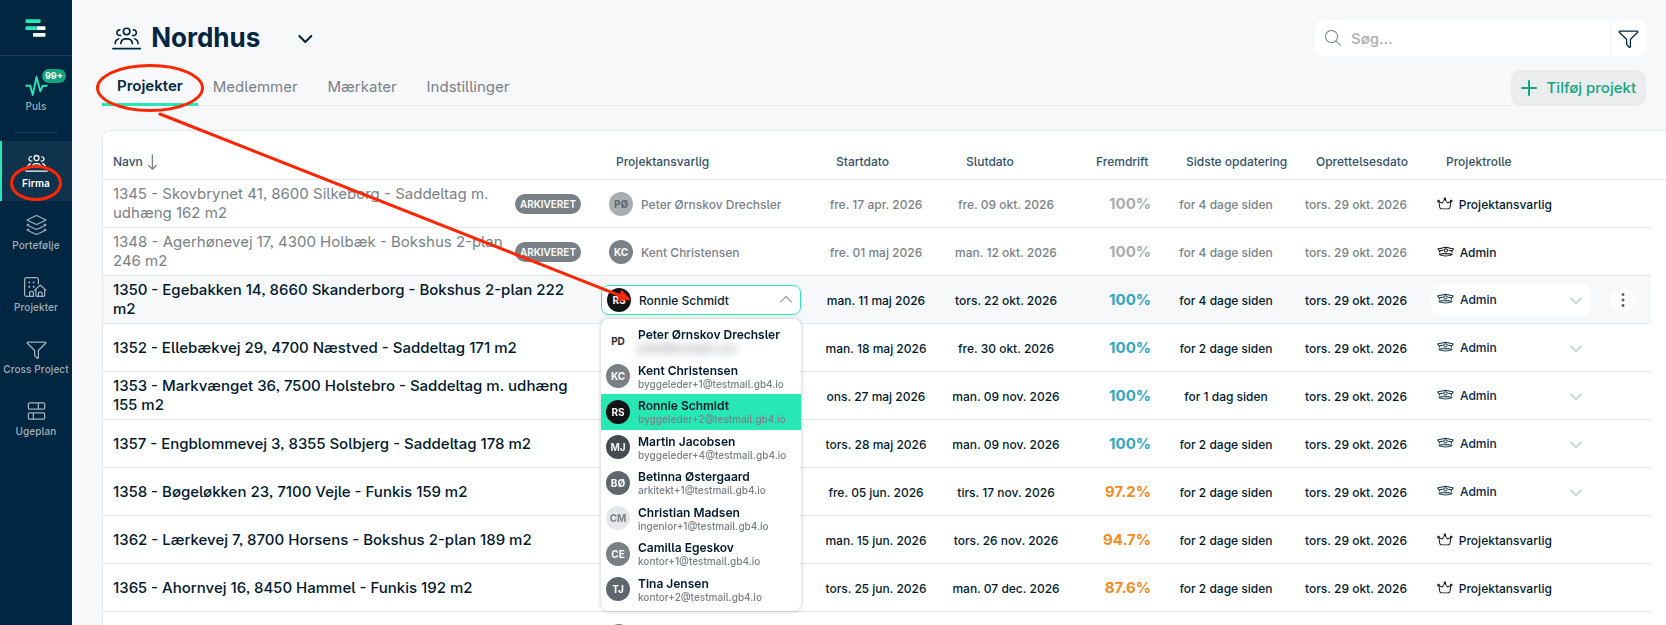 Nordhus
Søg...
99+
Puls
Projekter
Medlemmer
Mærkater
Indstillinger
Tilføj projekt
Firma
Portefølje
Projekter
Cross Project
Ugeplan
Navn
Projektansvarlig
Startdato
Slutdato
Fremdrift
Sidste opdatering
Oprettelsesdato
Projektrolle
1345 - Skovbrynet 41, 8600 Silkeborg - Saddeltag m.
udhæng 162 m2
ARKIVERET
PØ
Peter Ørnskov Drechsler
fre. 17 apr. 2026
fre. 09 okt. 2026
100%
for 4 dage siden
tors. 29 okt. 2026
Projektansvarlig
1348 - Agerhønevej 17, 4300 Holbæk - Bokshus 2-plan
246 m2
ARKIVERET
KC
Kent Christensen
fre. 01 maj 2026
man. 12 okt. 2026
100%
for 4 dage siden
tors. 29 okt. 2026
Admin
1350 - Egebakken 14, 8660 Skanderborg - Bokshus 2-plan 222
m2
RS
Ronnie Schmidt
man. 11 maj 2026
tors. 22 okt. 2026
100%
for 4 dage siden
tors. 29 okt. 2026
Admin
PD
Peter Ørnskov Drechsler
KC
Kent Christensen
byggeleder+1@testmail.gb4.io
RS
Ronnie Schmidt
byggeleder+2@testmail.gb4.io
MJ
Martin Jacobsen
byggeleder+4@testmail.gb4.io
BØ
Betinna Østergaard
arkitekt+1@testmail.gb4.io
CM
Christian Madsen
ingenior+1@testmail.gb4.io
CE
Camilla Egeskov
kontor+1@testmail.gb4.io
TJ
Tina Jensen
kontor+2@testmail.gb4.io
1352 - Ellebækvej 29, 4700 Næstved - Saddeltag 171 m2
man. 18 maj 2026
fre. 30 okt. 2026
100%
for 2 dage siden
tors. 29 okt. 2026
Admin
1353 - Markvænget 36, 7500 Holstebro - Saddeltag m. udhæng
155 m2
ons. 27 maj 2026
man. 09 nov. 2026
100%
for 1 dag siden
tors. 29 okt. 2026
Admin
1357 - Engblommevej 3, 8355 Solbjerg - Saddeltag 178 m2
tors. 28 maj 2026
man. 09 nov. 2026
100%
for 2 dage siden
tors. 29 okt. 2026
Admin
1358 - Bøgeløkken 23, 7100 Vejle - Funkis 159 m2
fre. 05 jun. 2026
tirs. 17 nov. 2026
97.2%
for 2 dage siden
tors. 29 okt. 2026
Admin
1362 - Lærkevej 7, 8700 Horsens - Bokshus 2-plan 189 m2
man. 15 jun. 2026
tors. 26 nov. 2026
94.7%
for 2 dage siden
tors. 29 okt. 2026
Projektansvarlig
1365 - Ahornvej 16, 8450 Hammel - Funkis 192 m2
tors. 25 jun. 2026
man. 07 dec. 2026
87.6%
for 2 dage siden
tors. 29 okt. 2026
Projektansvarlig